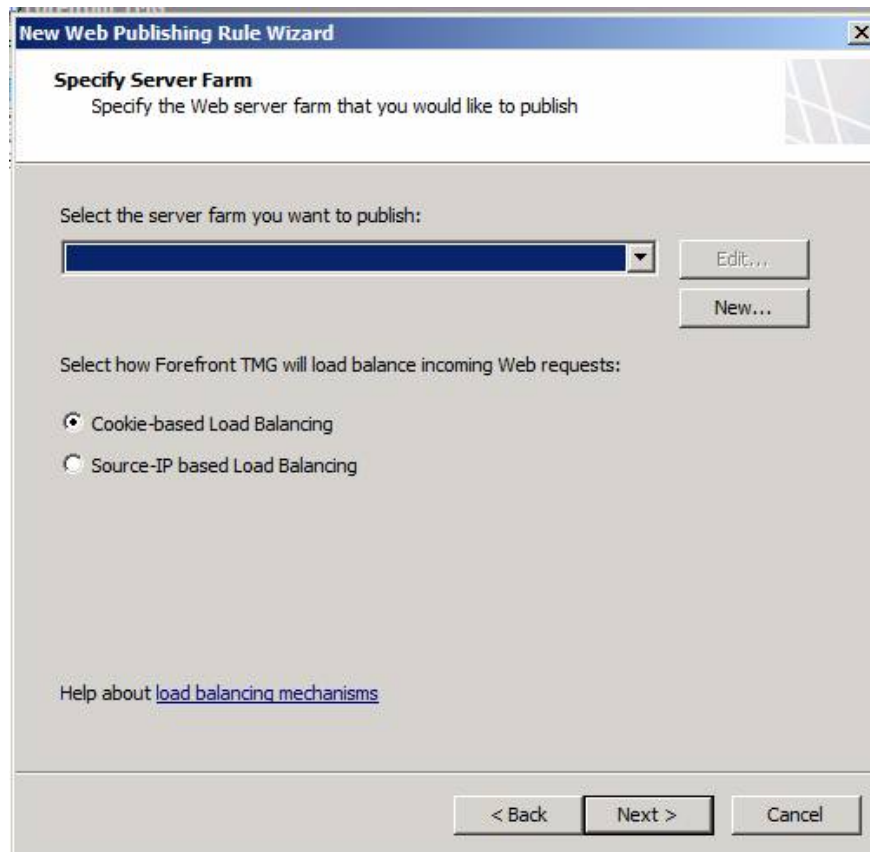 New Web Publishing Rule Wizard
Specify Server Farm
Specify the Web server farm that you would like to publish
Select the server farm you want to publish:
Edit...
New...
Select how Forefront TMG will load balance incoming Web requests:
Cookie-based Load Balancing
Source-IP based Load Balancing
Help about load balancing mechanisms
< Back Next > Cancel